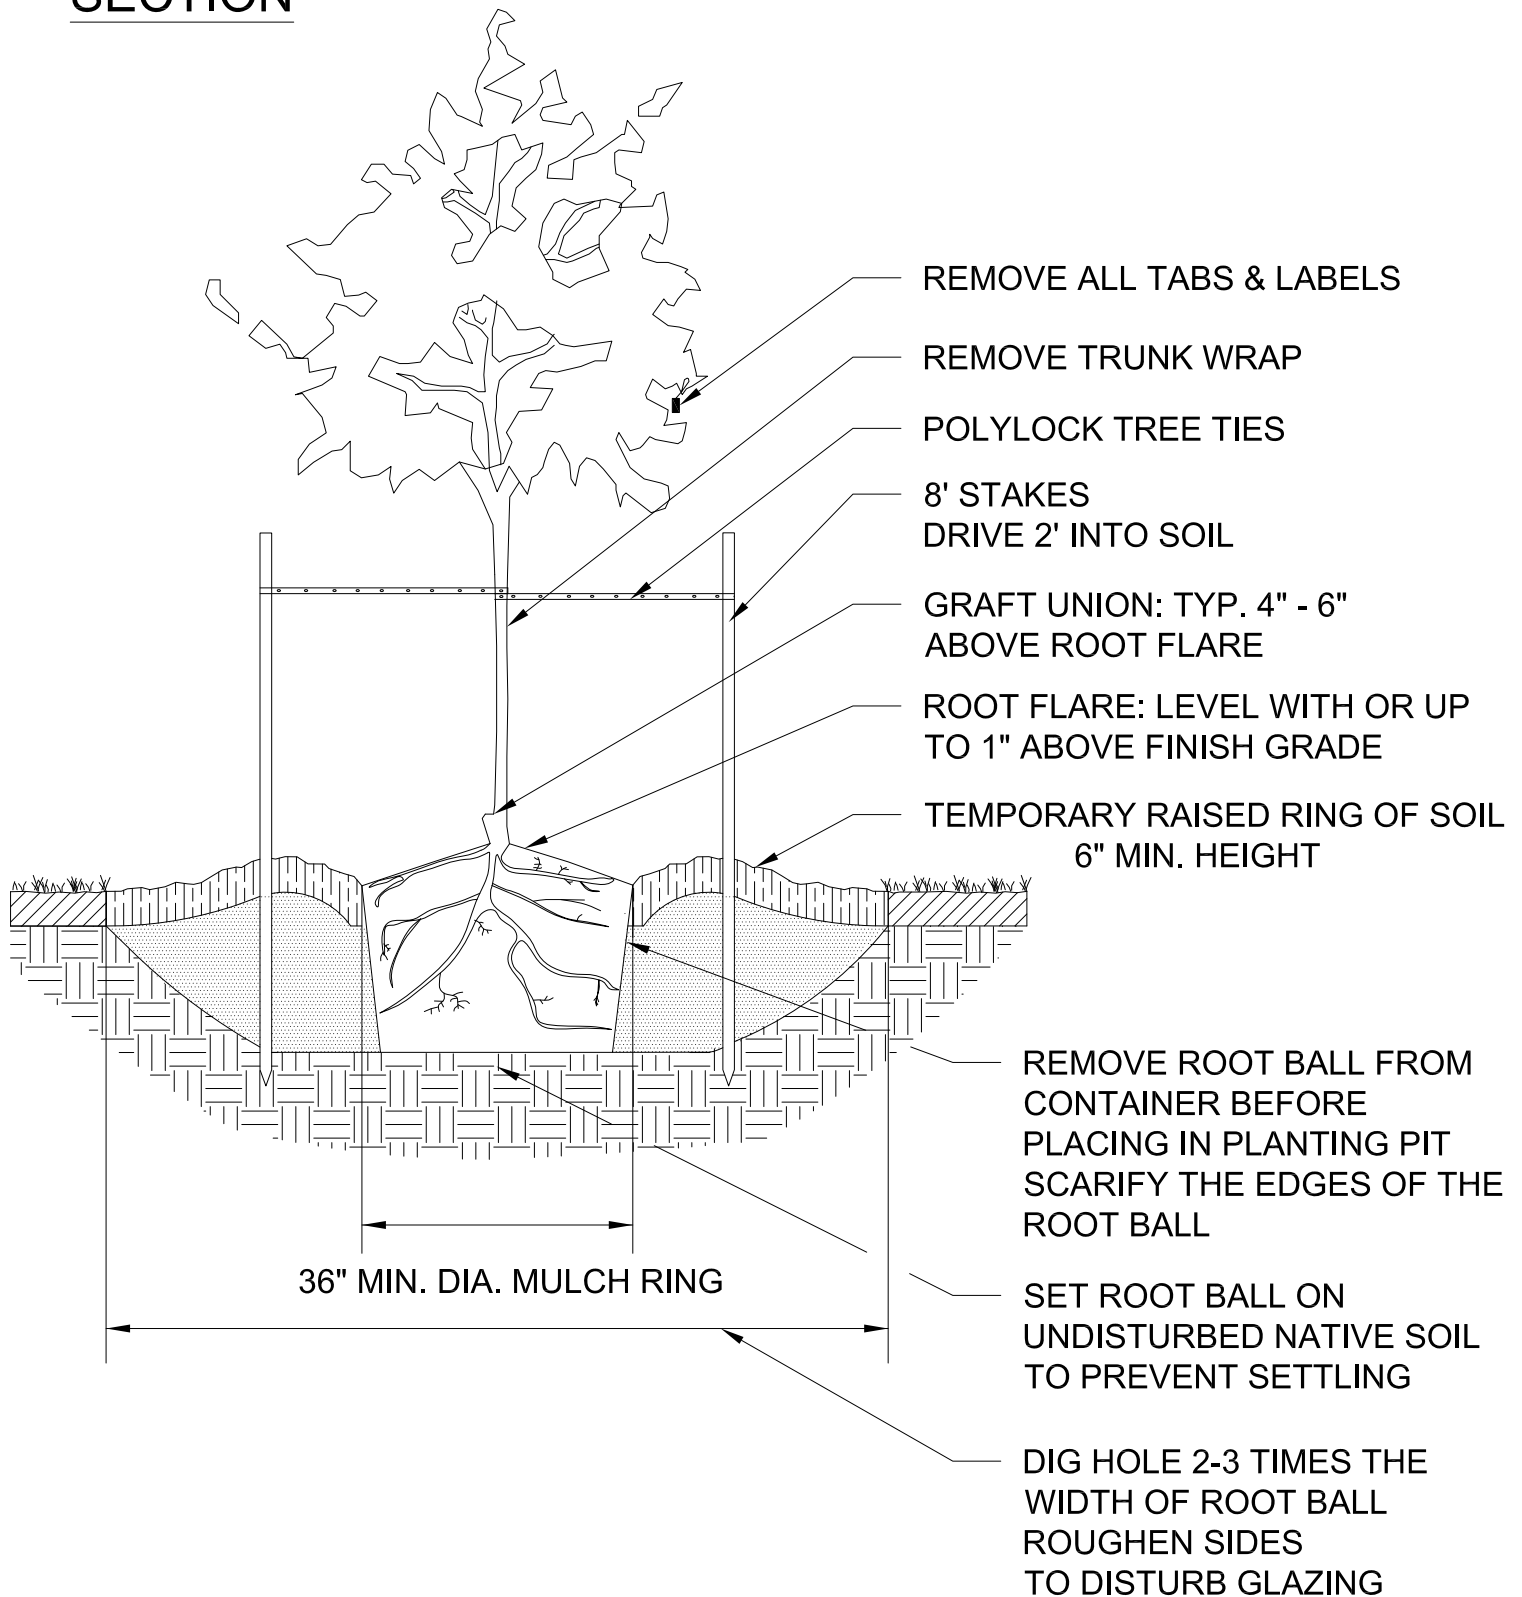 SECTION
REMOVE ALL TABS & LABELS
REMOVE TRUNK WRAP
POLYLOCK TREE TIES
8' STAKES
DRIVE 2' INTO SOIL
GRAFT UNION: TYP. 4" - 6"
ABOVE ROOT FLARE
ROOT FLARE: LEVEL WITH OR UP
TO 1" ABOVE FINISH GRADE
TEMPORARY RAISED RING OF SOIL
6" MIN. HEIGHT
REMOVE ROOT BALL FROM
CONTAINER BEFORE
PLACING IN PLANTING PIT
SCARIFY THE EDGES OF THE
ROOT BALL
36" MIN. DIA. MULCH RING
SET ROOT BALL ON
UNDISTURBED NATIVE SOIL
TO PREVENT SETTLING
DIG HOLE 2-3 TIMES THE
WIDTH OF ROOT BALL
ROUGHEN SIDES
TO DISTURB GLAZING